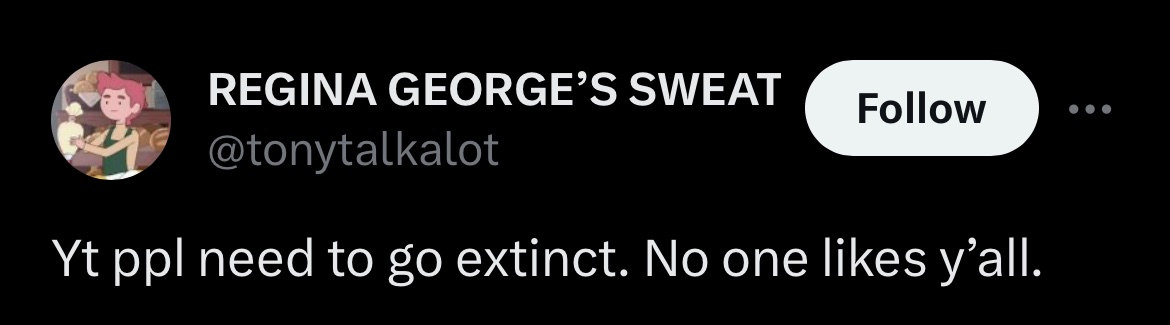 REGINA GEORGE’S SWEAT
Follow
@tonytalkalot
Yt ppl need to go extinct. No one likes y’all.